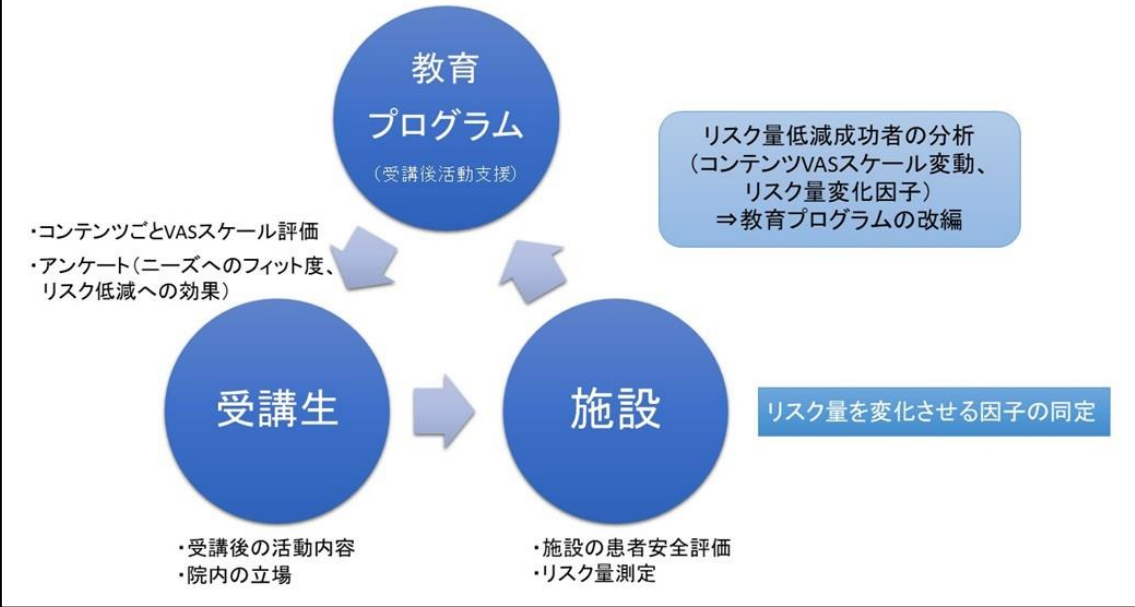 教育
プログラム
（受講後活動支援）
リスク量低減成功者の分析
（コンテンツVASスケール変動、
リスク量変化因子）
⇒教育プログラムの改編
・コンテンツごとVASスケール評価
・アンケート（ニーズへのフィット度、
リスク低減への効果）
受講生
施設
リスク量を変化させる因子の同定
・受講後の活動内容
・院内の立場
・施設の患者安全評価
・リスク量測定